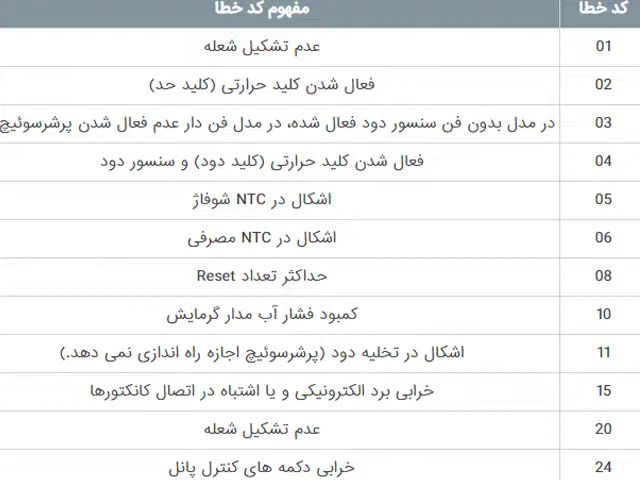 کد خطا مفهوم کد خطا
01 عدم تشکیل شعله
02 فعال شدن کلید حرارتی (کلید حد)
03 در مدل بدون فن سنسور دود فعال شده، در مدل فن دار عدم فعال شدن پرشرسوئیچ
04 فعال شدن کلید حرارتی (کلید دود) و سنسور دود
05 اشکال در NTC شوفاژ
06 اشکال در NTC مصرفی
08 حداکثر تعداد Reset
10 کمبود فشار آب مدار گرمایش
11 اشکال در تخلیه دود (پرشرسوئیچ اجازه راه اندازی نمی دهد.)
15 خرابی برد الکترونیکی و یا اشتباه در اتصال کانکتورها
20 عدم تشکیل شعله
24 خرابی دکمه های کنترل پانل